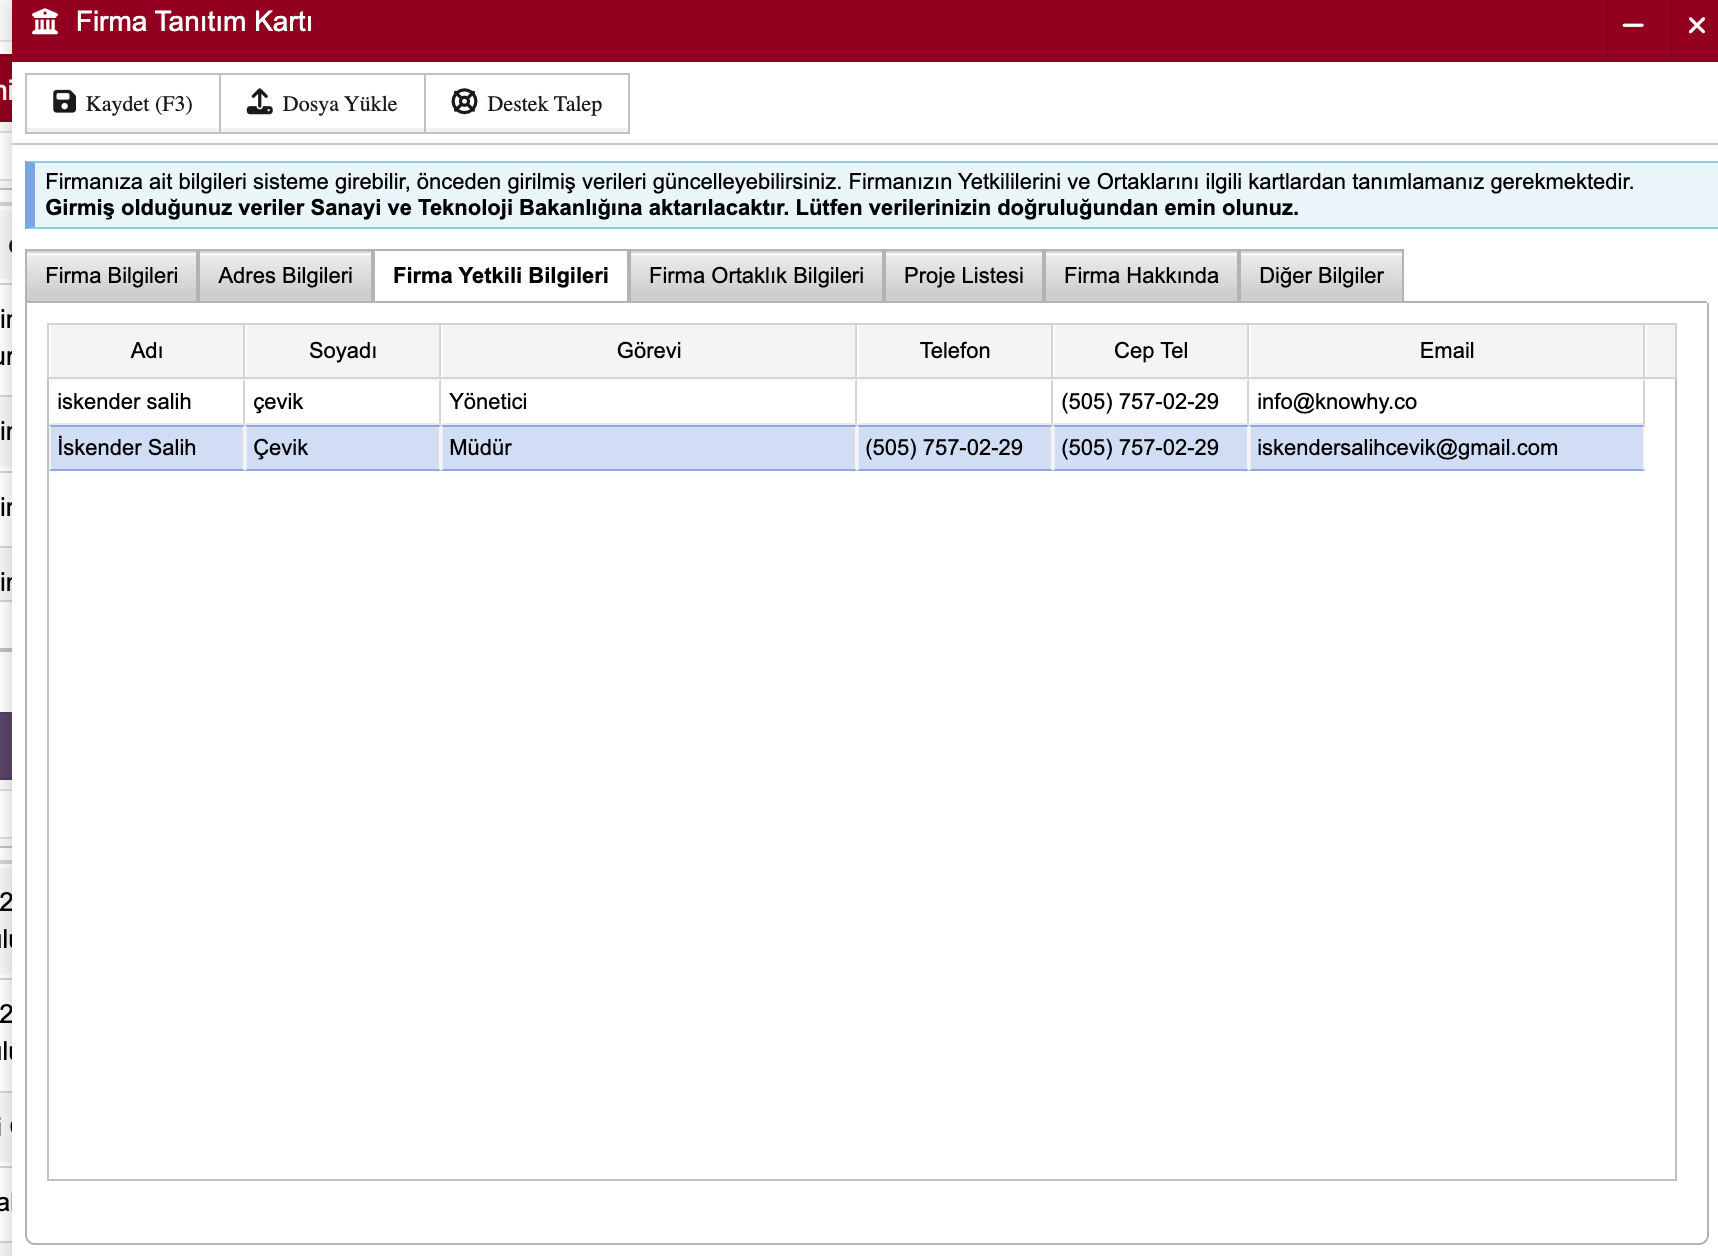 Firma Tanıtım Kartı
Kaydet (F3) Dosya Yükle Destek Talep
Firmanıza ait bilgileri sisteme girebilir, önceden girilmiş verileri güncelleyebilirsiniz. Firmanızın Yetkililerini ve Ortaklarını ilgili kartlardan tanımlamanız gerekmektedir.
Girmiş olduğunuz veriler Sanayi ve Teknoloji Bakanlığına aktarılacaktır. Lütfen verilerinizin doğruluğundan emin olunuz.
Firma Bilgileri Adres Bilgileri Firma Yetkili Bilgileri Firma Ortaklık Bilgileri Proje Listesi Firma Hakkında Diğer Bilgiler
Adı Soyadı Görevi Telefon Cep Tel Email
iskender salih çevik Yönetici (505) 757-02-29 info@knowhy.co
İskender Salih Çevik Müdür (505) 757-02-29 (505) 757-02-29 iskendersalihcevik@gmail.com